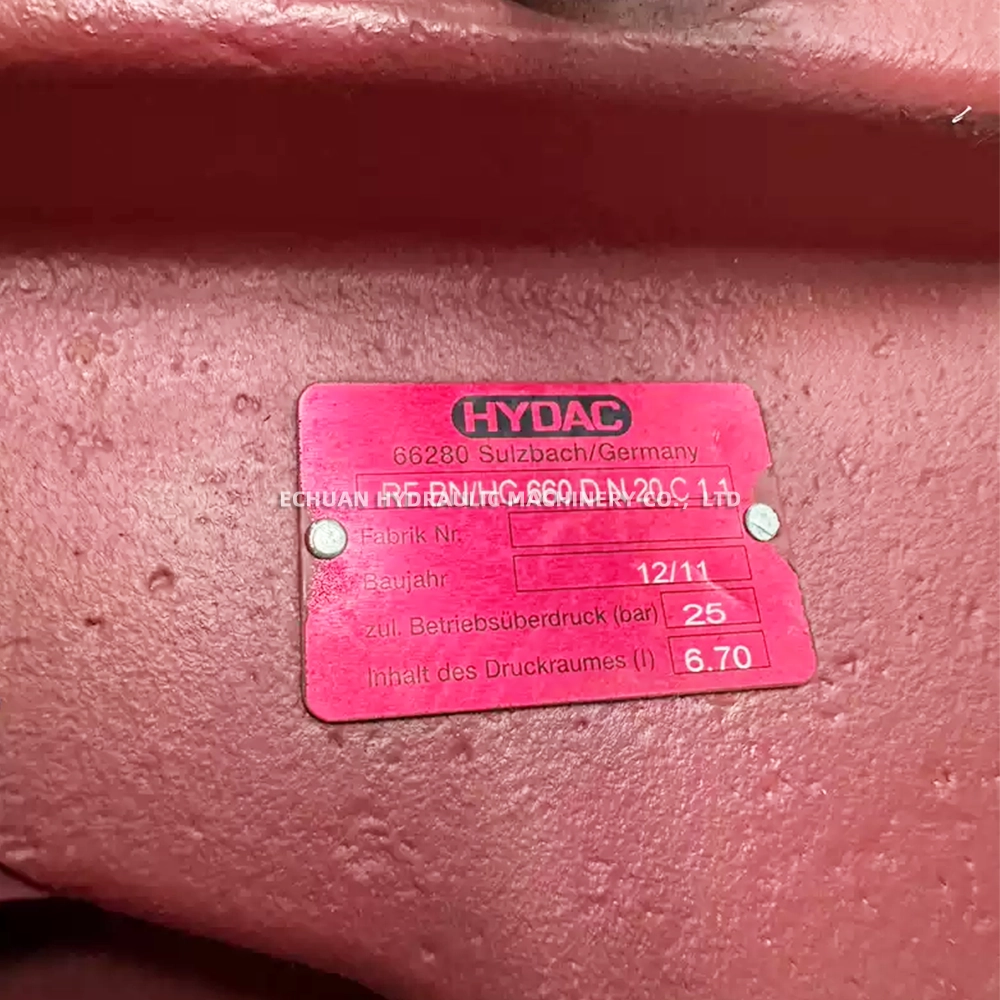 HYDAC
66280 Sulzbach/Germany
RF BN/HC 660 D N 20 C 1.1
ECHUAN HYDRAULIC MACHINERY CO., LTD
Fabrik Nr.
Baujahr 12/11
zul. Betriebsüberdruck (bar) 25
Inhalt des Druckraumes (l) 6.70